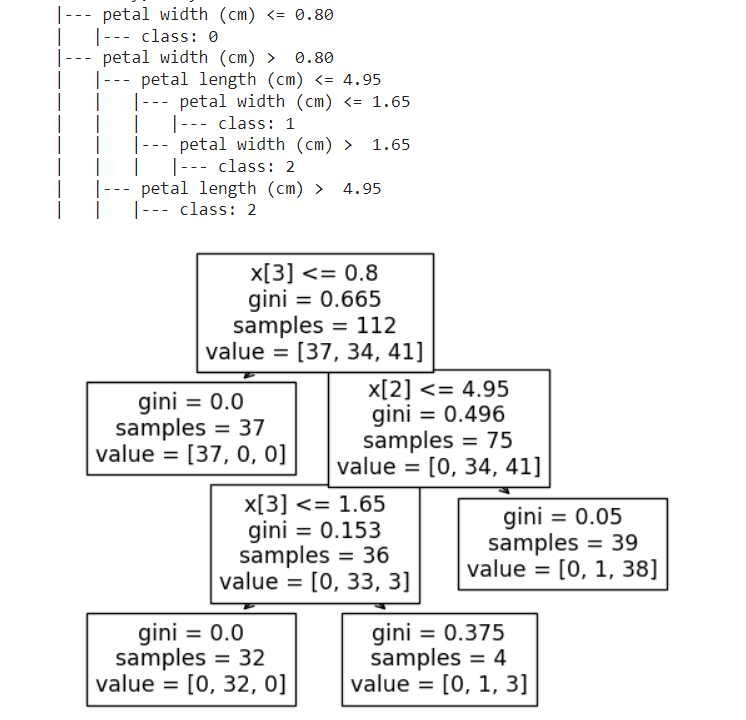 |--- petal width (cm) <= 0.80
|   |--- class: 0
|--- petal width (cm) >  0.80
|   |--- petal length (cm) <= 4.95
|   |   |--- petal width (cm) <= 1.65
|   |   |   |--- class: 1
|   |   |--- petal width (cm) >  1.65
|   |   |   |--- class: 2
|   |--- petal length (cm) >  4.95
|   |   |--- class: 2
x[3] <= 0.8
gini = 0.665
samples = 112
value = [37, 34, 41]
gini = 0.0
samples = 37
value = [37, 0, 0]
x[2] <= 4.95
gini = 0.496
samples = 75
value = [0, 34, 41]
x[3] <= 1.65
gini = 0.153
samples = 36
value = [0, 33, 3]
gini = 0.05
samples = 39
value = [0, 1, 38]
gini = 0.0
samples = 32
value = [0, 32, 0]
gini = 0.375
samples = 4
value = [0, 1, 3]